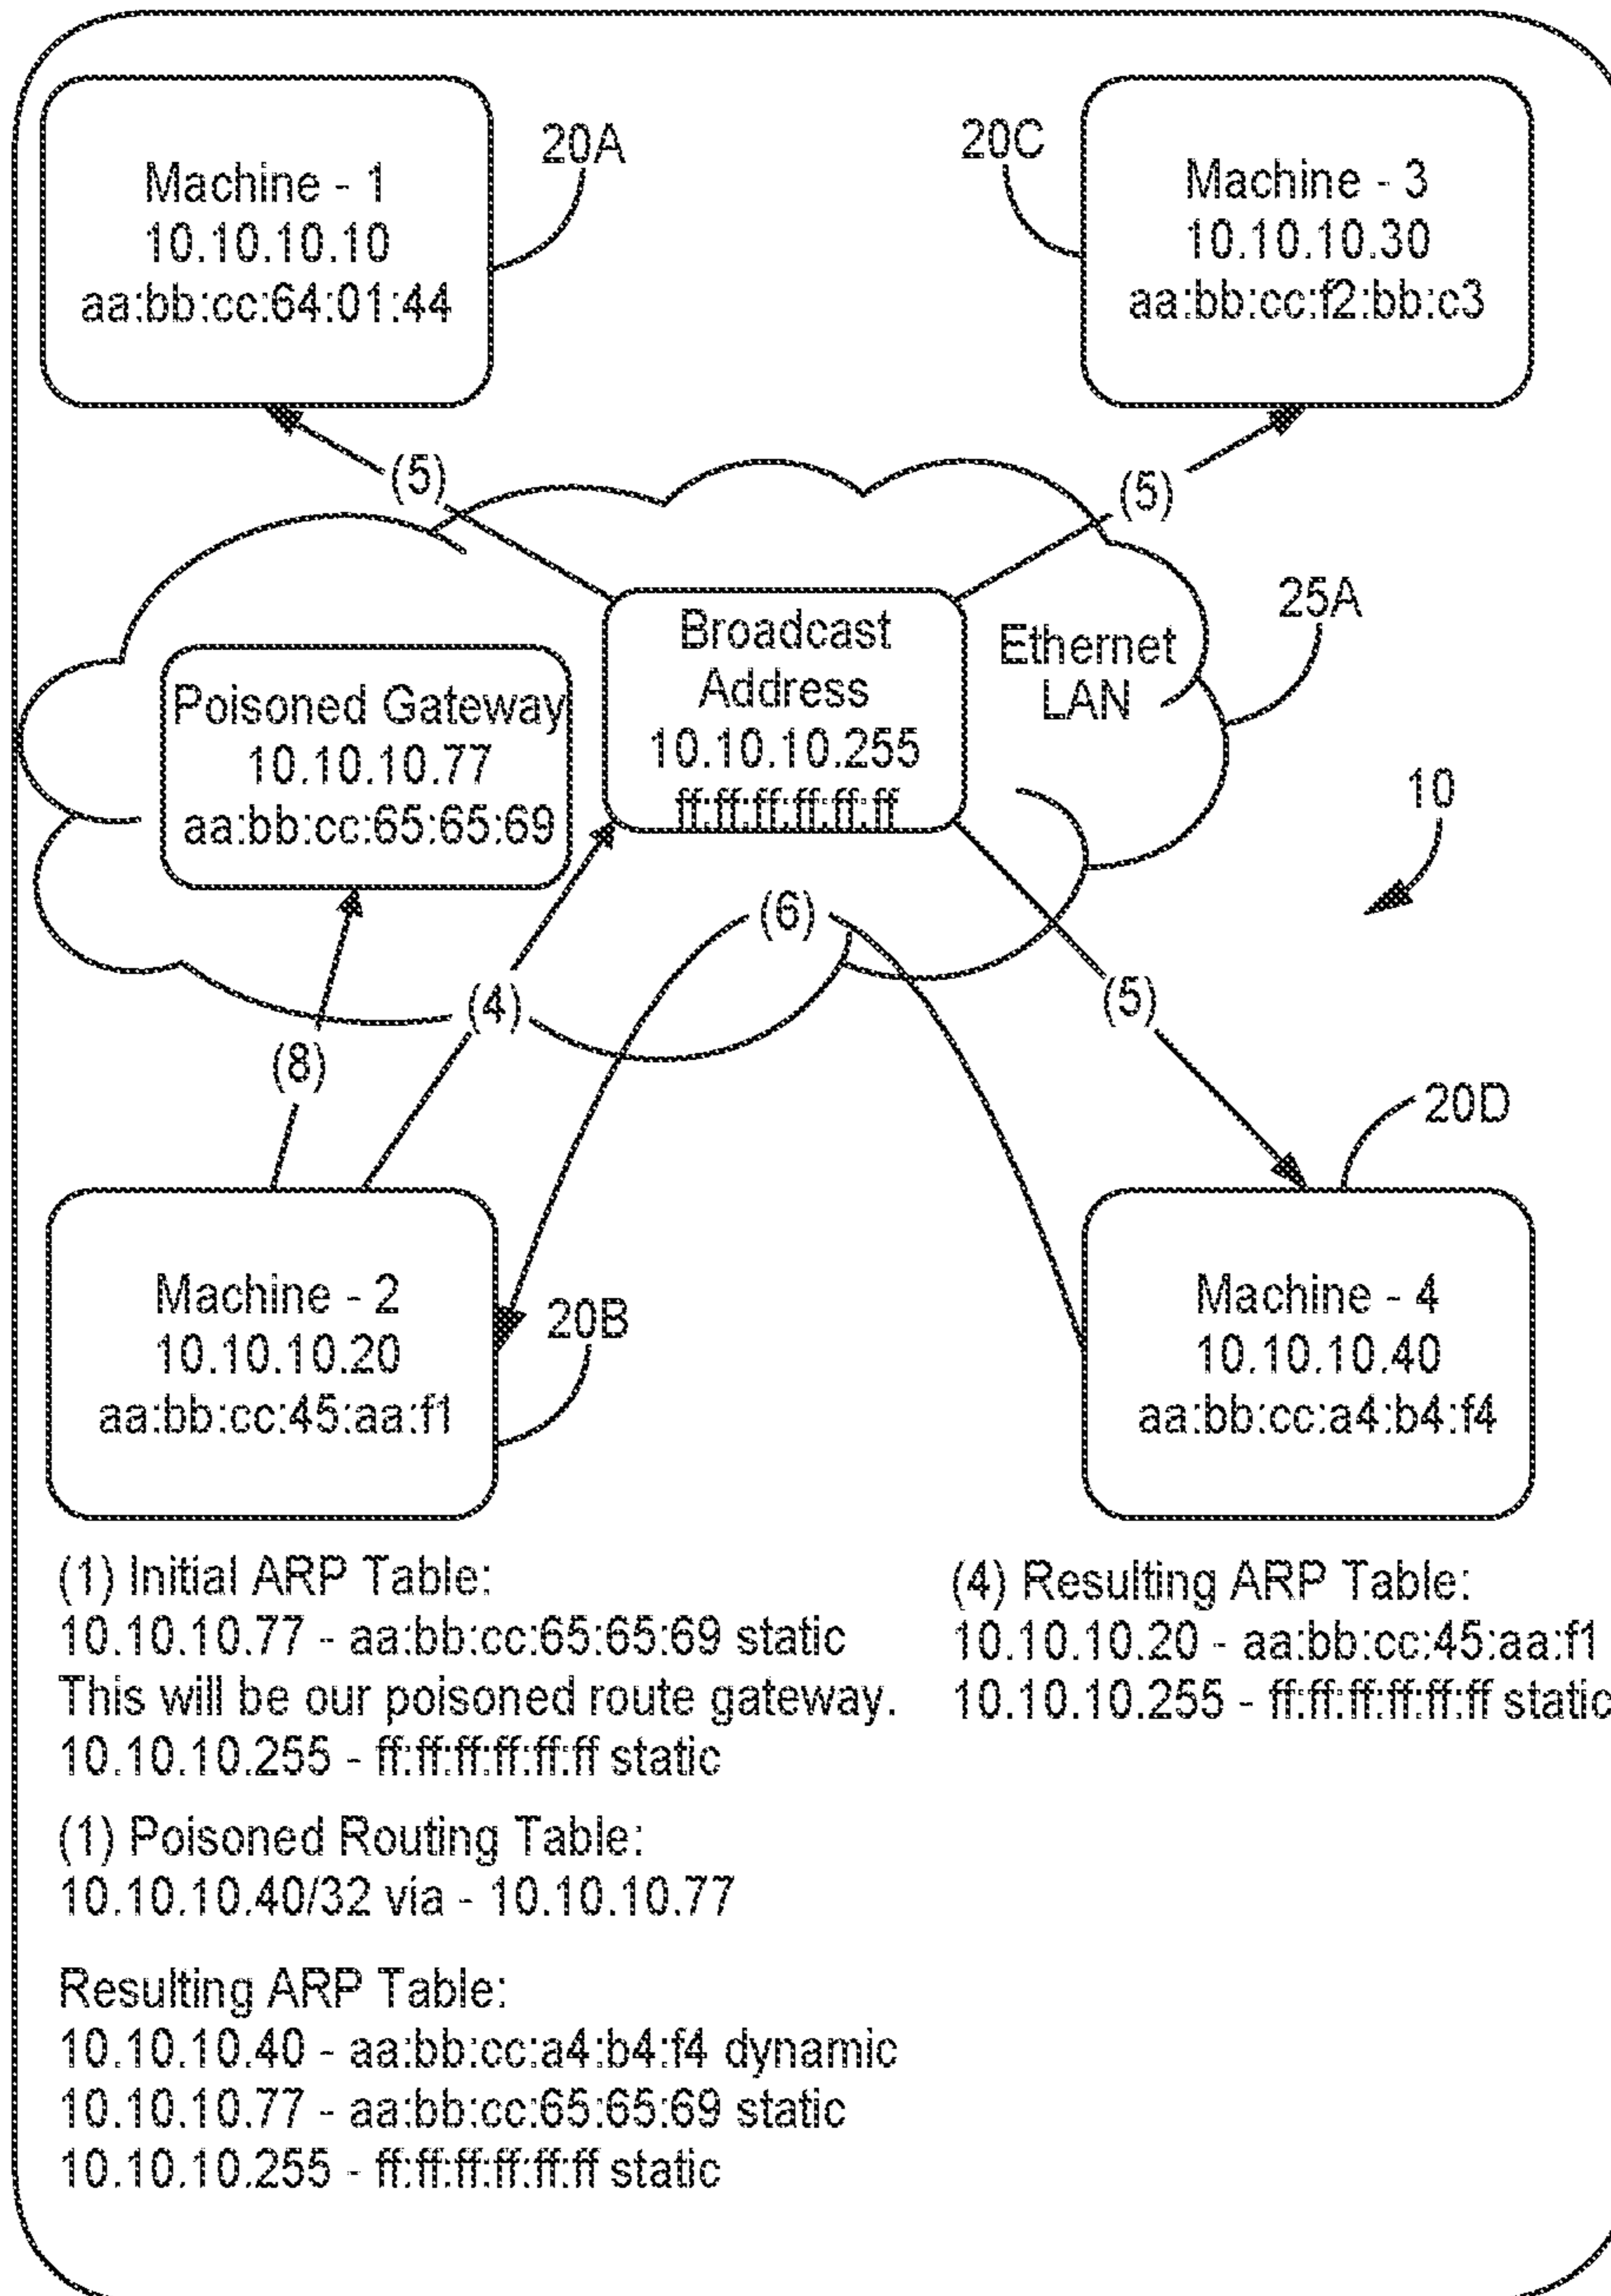 Machine - 1
10.10.10.10
aa:bb:cc:64:01:44
20A
20C
Machine - 3
10.10.10.30
aa:bb:cc:f2:bb:c3
(5)
(5)
Broadcast
Address
10.10.10.255
ff:ff:ff:ff:ff:ff
Ethernet
LAN
25A
Poisoned Gateway
10.10.10.77
aa:bb:cc:65:65:69
10
(6)
(4)
(5)
(8)
20D
Machine - 2
10.10.10.20
aa:bb:cc:45:aa:f1
20B
Machine - 4
10.10.10.40
aa:bb:cc:a4:b4:f4
(1) Initial ARP Table:
10.10.10.77 - aa:bb:cc:65:65:69 static
This will be our poisoned route gateway.
10.10.10.255 - ff:ff:ff:ff:ff:ff static
(1) Poisoned Routing Table:
10.10.10.40/32 via - 10.10.10.77
Resulting ARP Table:
10.10.10.40 - aa:bb:cc:a4:b4:f4 dynamic
10.10.10.77 - aa:bb:cc:65:65:69 static
10.10.10.255 - ff:ff:ff:ff:ff:ff static
(4) Resulting ARP Table:
10.10.10.20 - aa:bb:cc:45:aa:f1
10.10.10.255 - ff:ff:ff:ff:ff:ff static